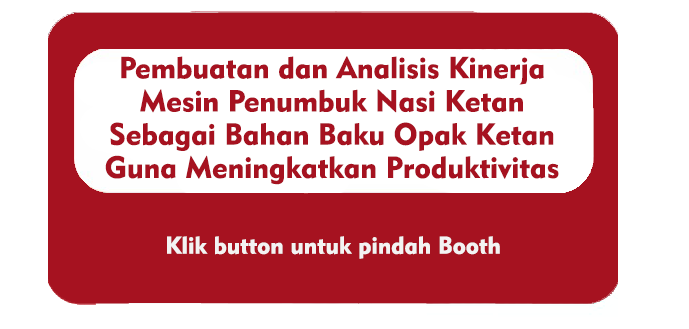 Pembuatan dan Analisis Kinerja
Mesin Penumbuk Nasi Ketan
Sebagai Bahan Baku Opak Ketan
Guna Meningkatkan Produktivitas
Klik button untuk pindah Booth